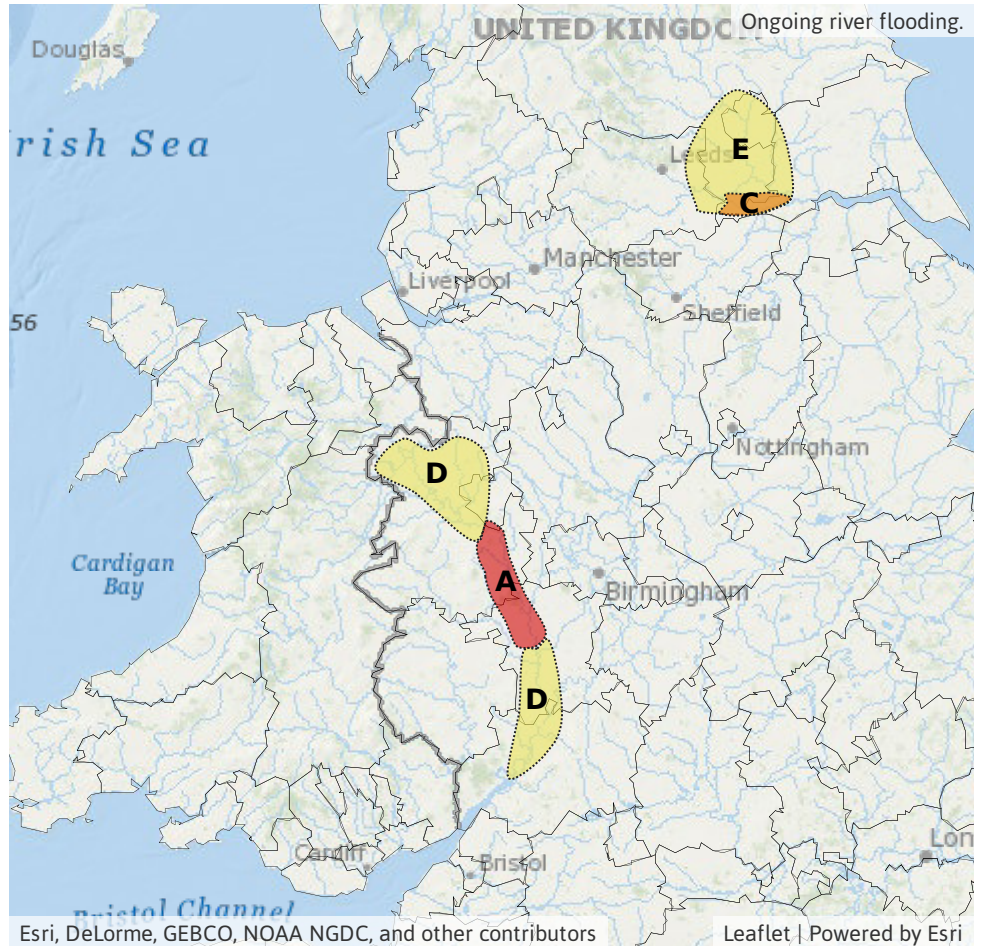 Ongoing river flooding.
UNITED KINGDOM
Douglas
rish Sea
E
Leeds
C
Manchester
Liverpool
Sheffield
56
Nottingham
D
Cardigan
Bay
A
Birmingham
D
Lon
Cardiff
Bristol
Bristol Channel
Esri, DeLorme, GEBCO, NOAA NGDC, and other contributors
Leaflet | Powered by Esri